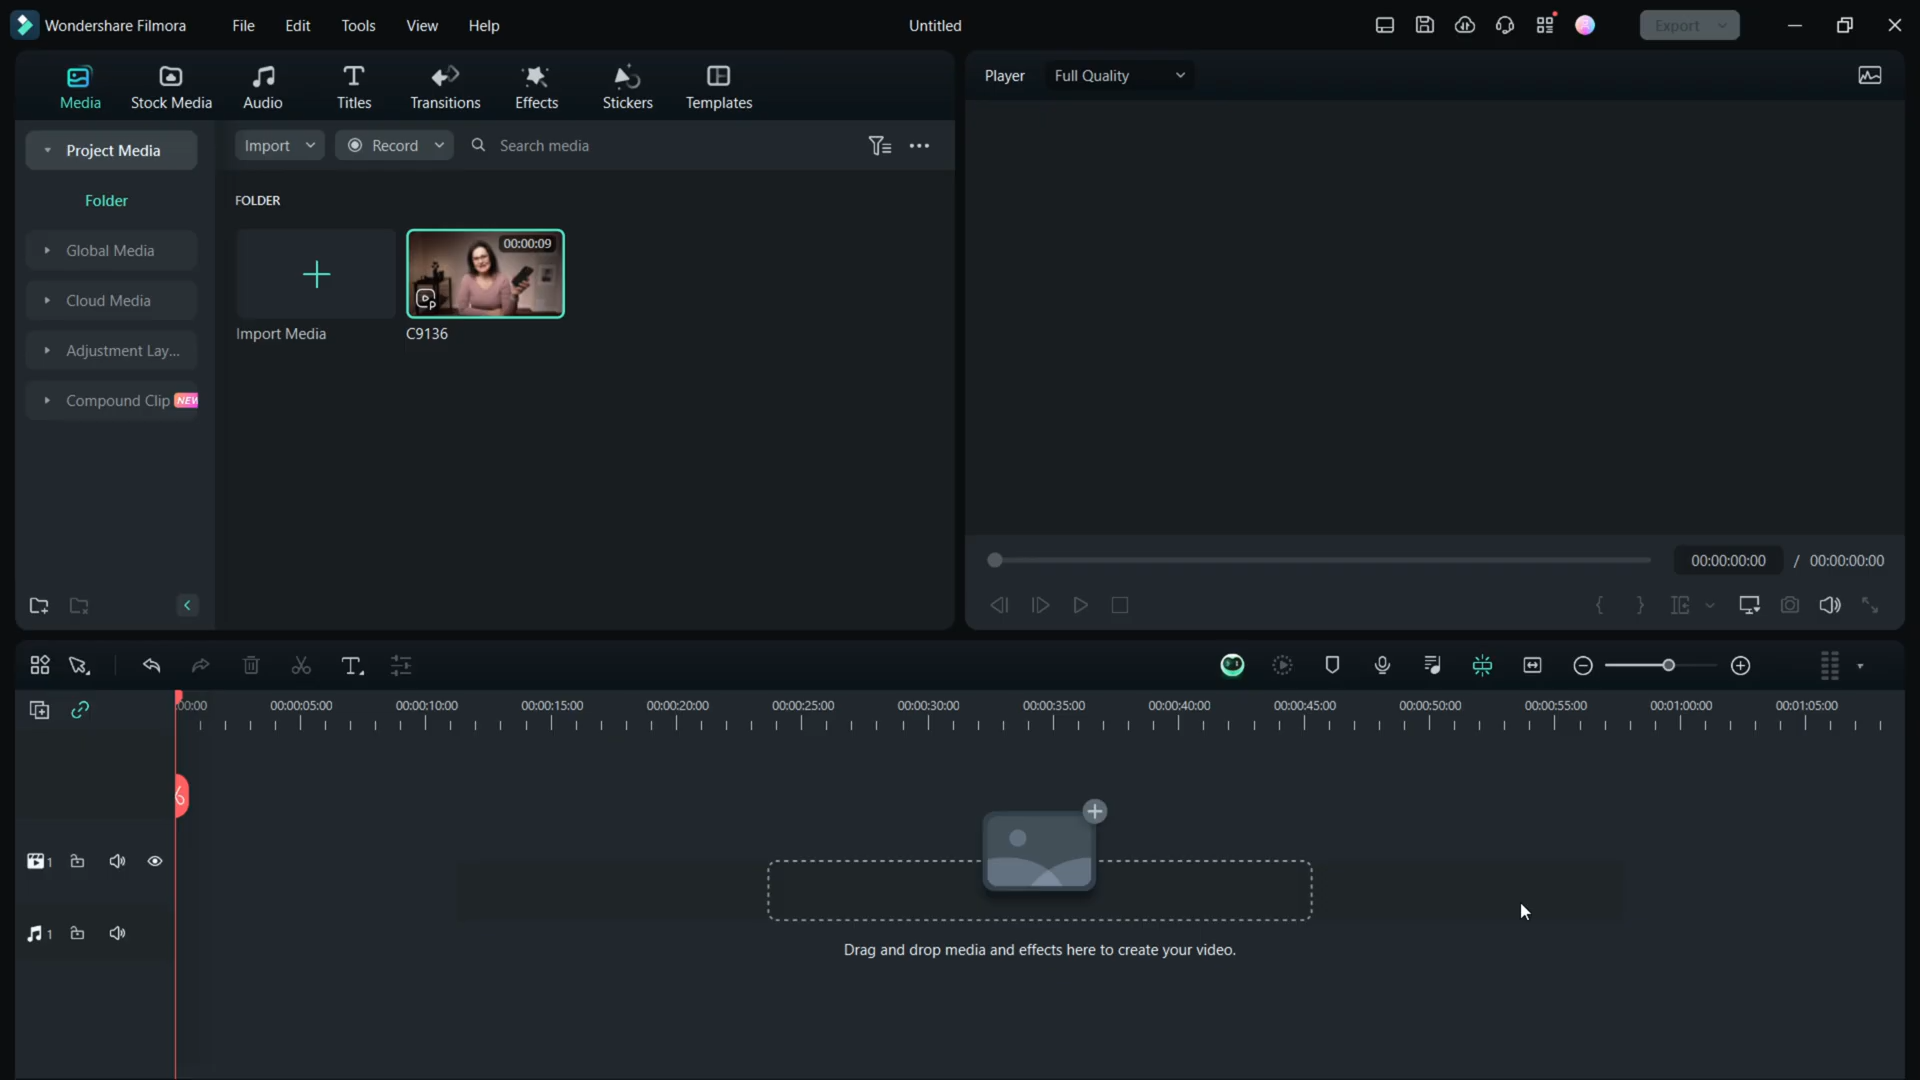 Wondershare Filmora
File
Edit
Tools
View
Help
Untitled
Export
Media
Stock Media
Audio
Titles
Transitions
Effects
Stickers
Templates
Player
Full Quality
Project Media
Import
Record
Search media
Folder
FOLDER
Global Media
Cloud Media
Adjustment Lay...
Compound Clip
NEW
00:00:09
Import Media
C9136
00:00:00:00
/
00:00:00:00
:00:00
00:00:05:00
00:00:10:00
00:00:15:00
00:00:20:00
00:00:25:00
00:00:30:00
00:00:35:00
00:00:40:00
00:00:45:00
00:00:50:00
00:00:55:00
00:01:00:00
00:01:05:00
1
1
Drag and drop media and effects here to create your video.